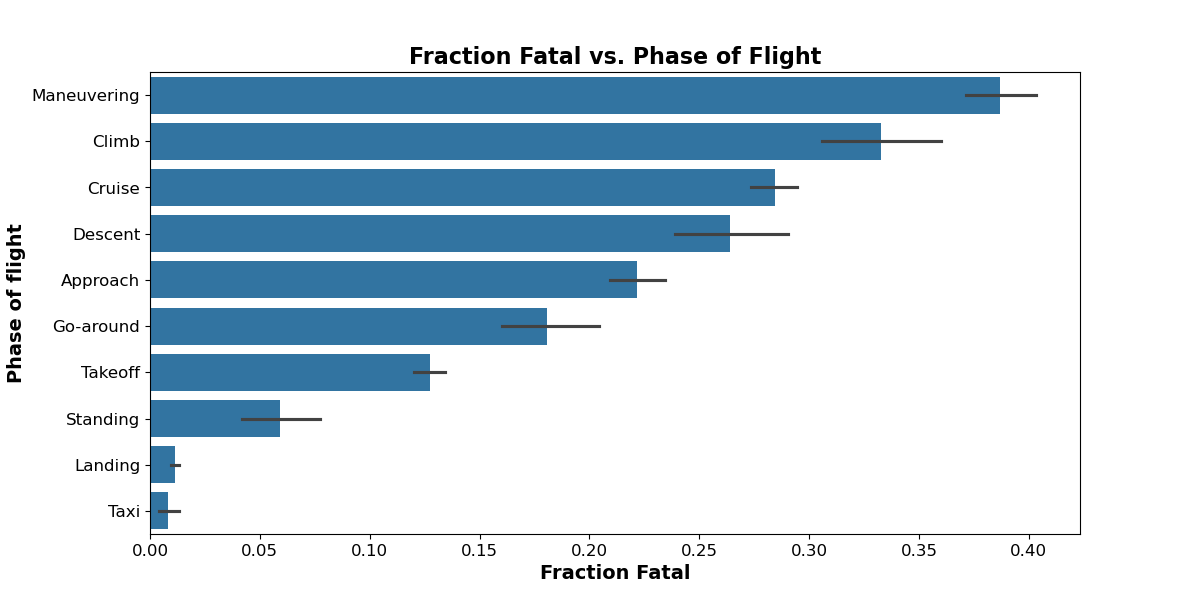 Fraction Fatal vs. Phase of Flight
Phase of flight
Maneuvering
Climb
Cruise
Descent
Approach
Go-around
Takeoff
Standing
Landing
Taxi
0.00 0.05 0.10 0.15 0.20 0.25 0.30 0.35 0.40
Fraction Fatal